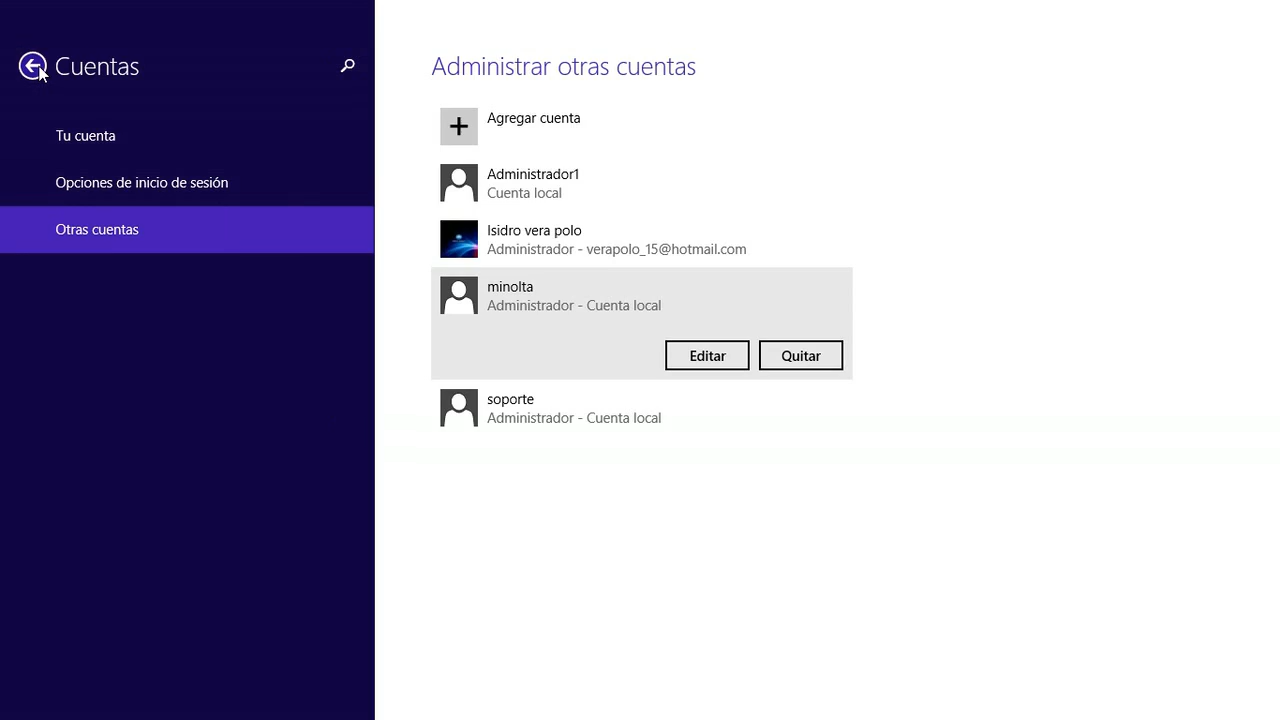 Cuentas
Tu cuenta
Opciones de inicio de sesión
Otras cuentas
Administrar otras cuentas
Agregar cuenta
Administrador1
Cuenta local
Isidro vera polo
Administrador - verapolo_15@hotmail.com
minolta
Administrador - Cuenta local
Editar Quitar
soporte
Administrador - Cuenta local